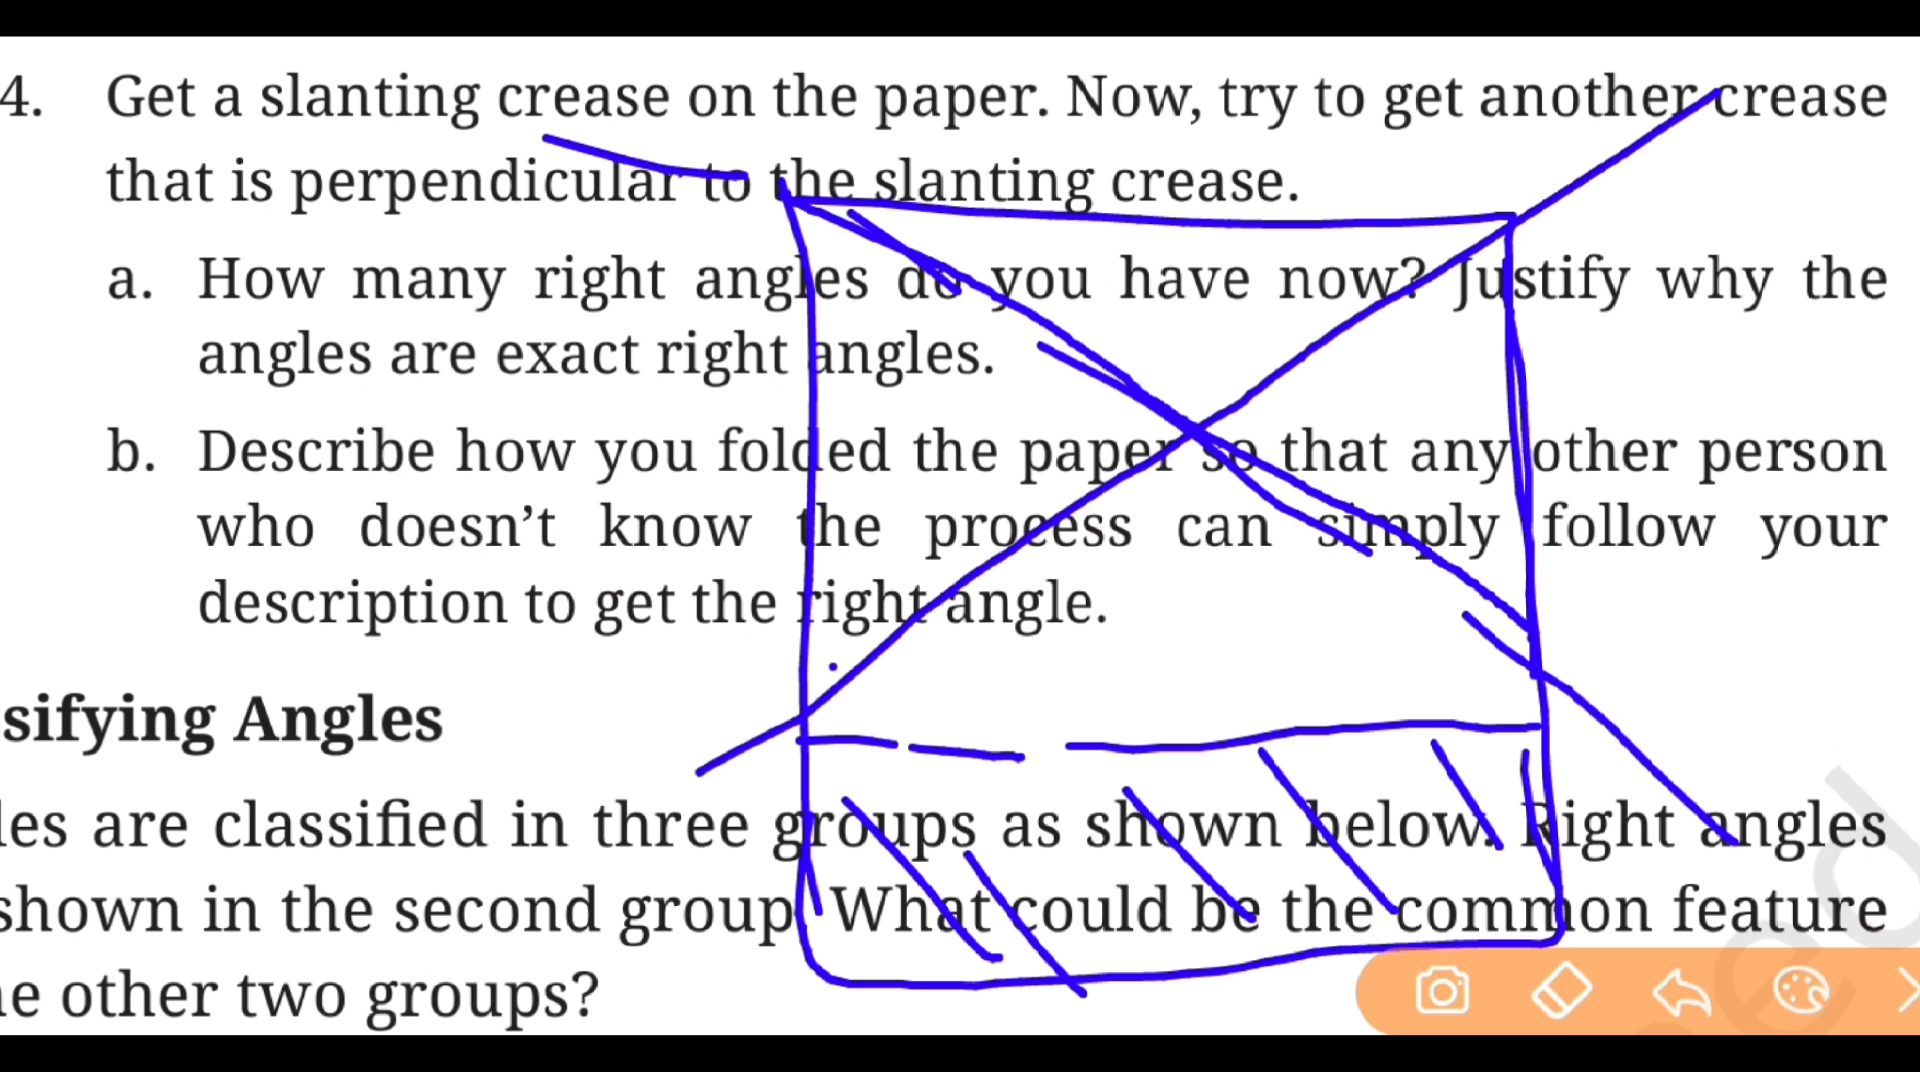 4. Get a slanting crease on the paper. Now, try to get another crease
that is perpendicular to the slanting crease.
a. How many right angles do you have now? Justify why the
angles are exact right angles.
b. Describe how you folded the paper so that any other person
who doesn’t know the process can simply follow your
description to get the right angle.
sifying Angles
les are classified in three groups as shown below. Right angles
shown in the second group. What could be the common feature
e other two groups?
ed